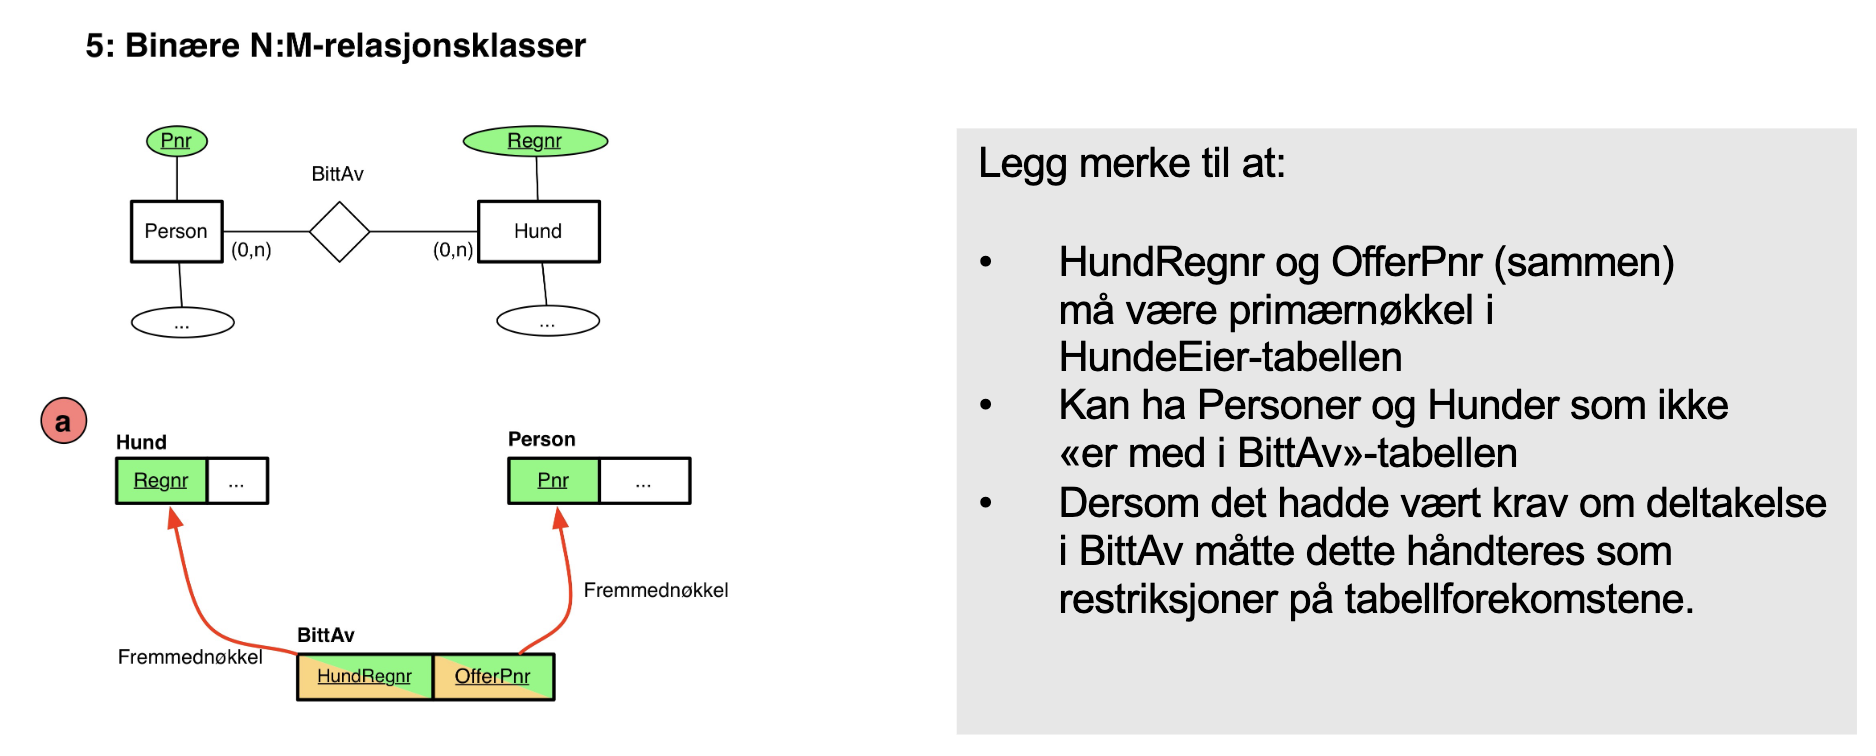 5: Binære N:M-relasjonsklasser
Pnr
Regnr
BittAv
Person
(0,n)
(0,n)
Hund
...
...
a
Hund
Regnr
...
Person
Pnr
...
Fremmednøkkel
Fremmednøkkel
BittAv
HundRegnr
OfferPnr
Legg merke til at:
• HundRegnr og OfferPnr (sammen)
må være primærnøkkel i
HundeEier-tabellen
• Kan ha Personer og Hunder som ikke
«er med i BittAv»-tabellen
• Dersom det hadde vært krav om deltakelse
i BittAv måtte dette håndteres som
restriksjoner på tabellforekomstene.